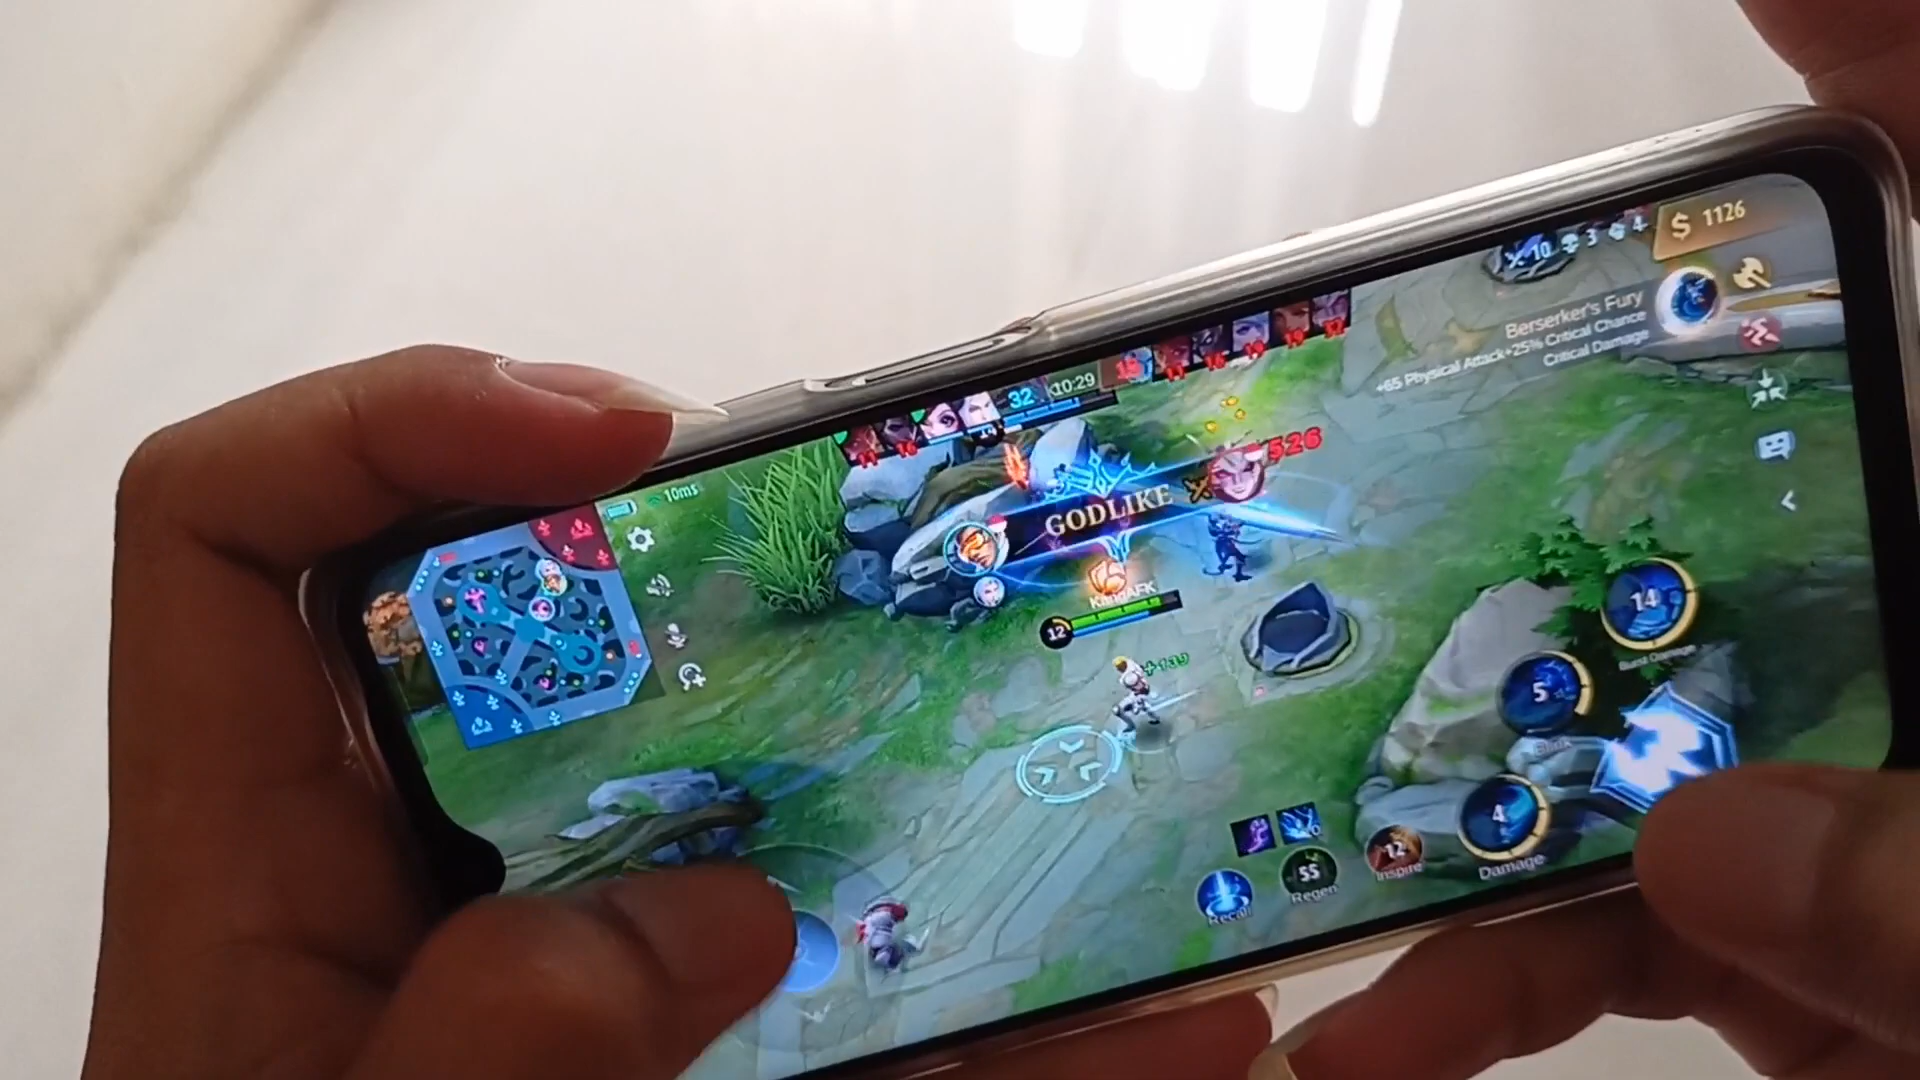 $ 1126
10 3 4
Berserker's Fury
+65 Physical Attack+25% Critical Chance
Critical Damage
32 10:29
10ms
526
GODLIKE
12
14
Burst Damage
5
Blink
4
Damage
12
Inspire
55
Regen
Recall